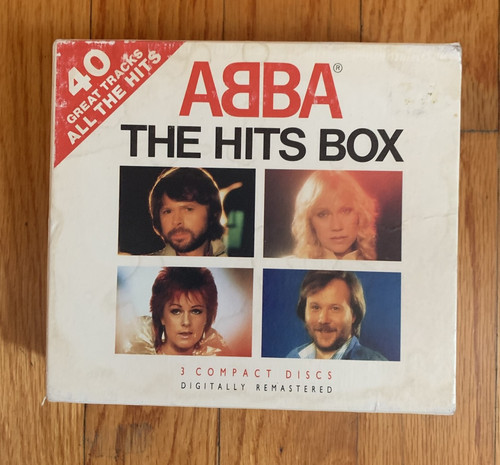 40
GREAT TRACKS
ALL THE HITS
ABBA®
THE HITS BOX
3 COMPACT DISCS
DIGITALLY REMASTERED